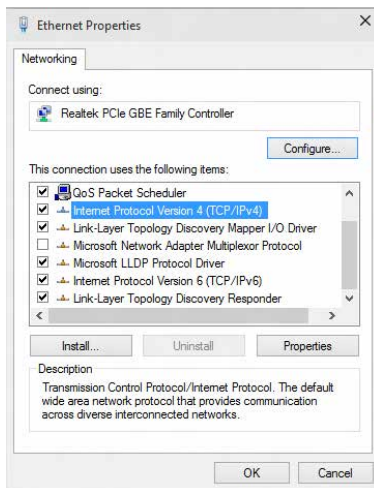 Ethernet Properties
Networking
Connect using:
Realtek PCIe GBE Family Controller
Configure...
This connection uses the following items:
QoS Packet Scheduler
Internet Protocol Version 4 (TCP/IPv4)
Link-Layer Topology Discovery Mapper I/O Driver
Microsoft Network Adapter Multiplexor Protocol
Microsoft LLDP Protocol Driver
Internet Protocol Version 6 (TCP/IPv6)
Link-Layer Topology Discovery Responder
Install...
Uninstall
Properties
Description
Transmission Control Protocol/Internet Protocol. The default
wide area network protocol that provides communication
across diverse interconnected networks.
OK
Cancel